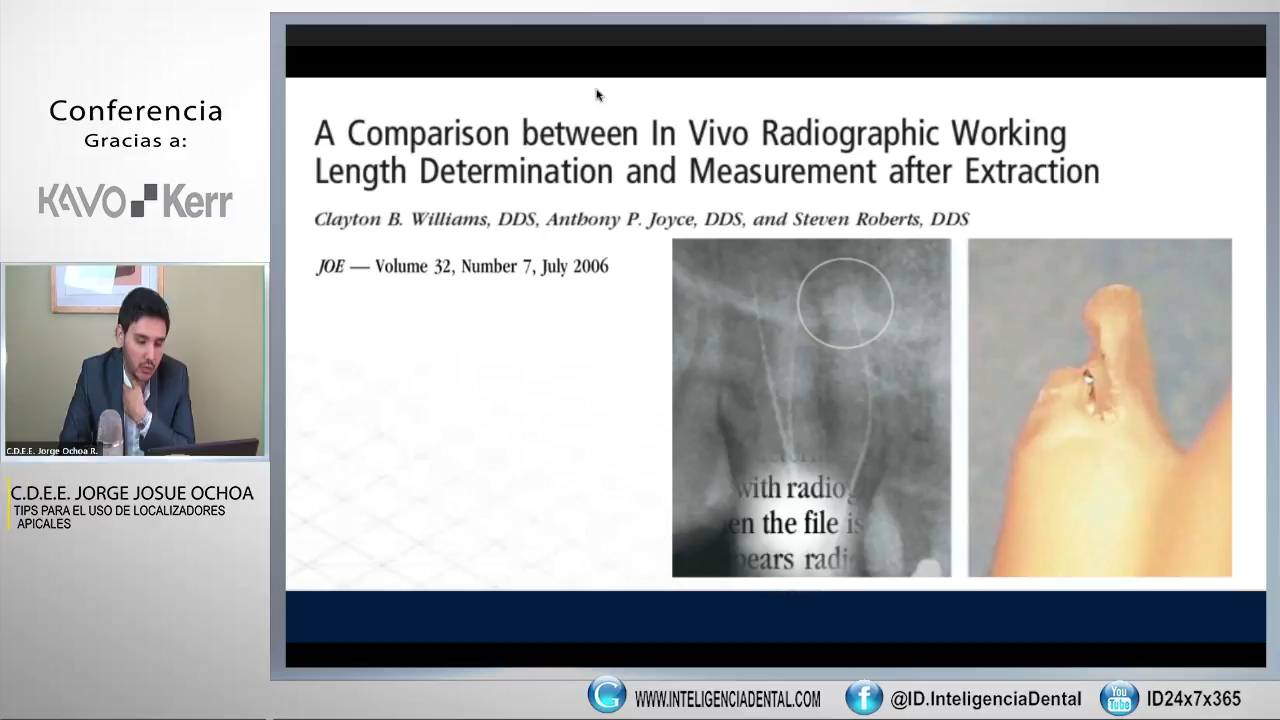 Conferencia
Gracias a:
KAVO Kerr
C.D.E.E. Jorge Ochoa R.
C.D.E.E. JORGE JOSUE OCHOA
TIPS PARA EL USO DE LOCALIZADORES
APICALES
A Comparison between In Vivo Radiographic Working
Length Determination and Measurement after Extraction
Clayton B. Williams, DDS, Anthony P. Joyce, DDS, and Steven Roberts, DDS
JOE — Volume 32, Number 7, July 2006
with radio
en the file is
pears radi
WWW.INTELIGENCIADENTAL.COM
@ID.InteligenciaDental
You
Tube
ID24x7x365